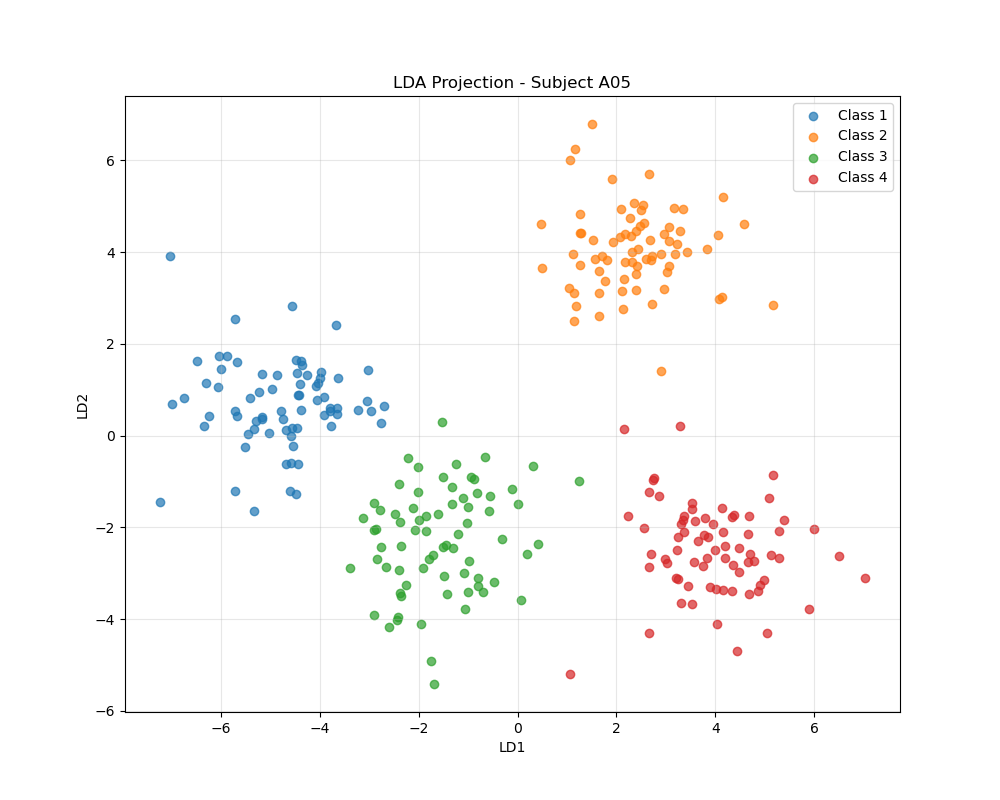 LDA Projection - Subject A05
Class 1
Class 2
Class 3
Class 4
6
4
2
0
−2
−4
−6
LD2
−6 −4 −2 0 2 4 6
LD1